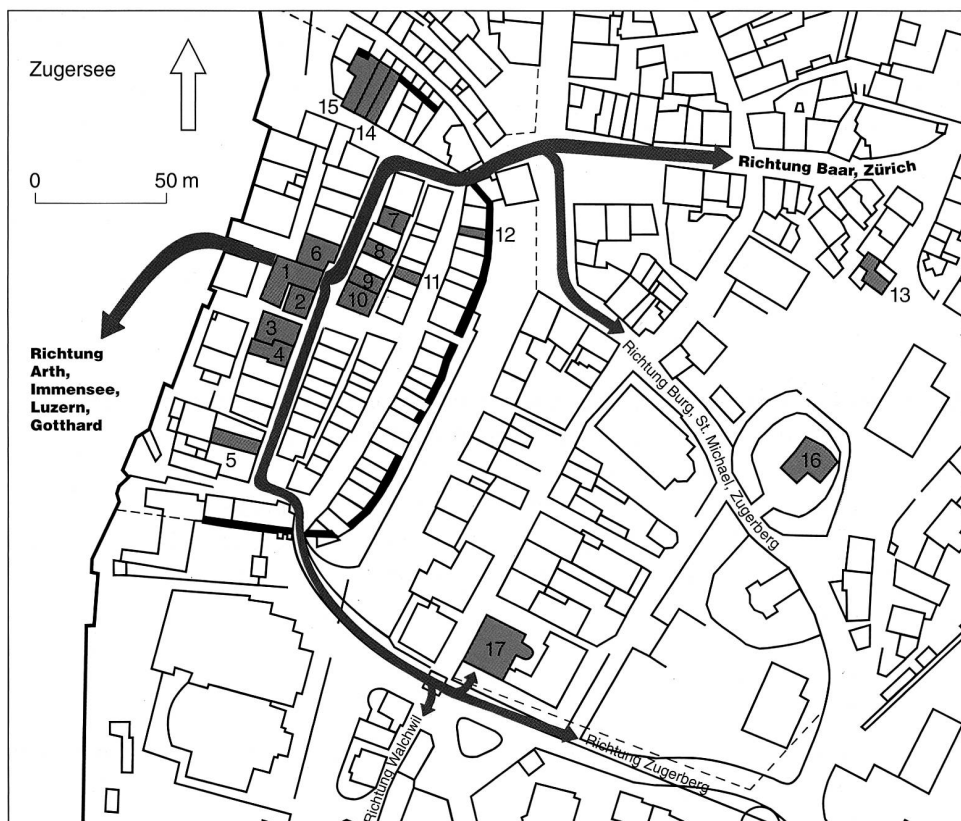 Zugersee
0
50 m
15
14
Richtung Baar, Zürich
7
12
6
8
1
9
11
2
10
13
3
4
Richtung
Arth,
Immensee,
Luzern,
Gotthard
5
Richtung Burg, St. Michael, Zugerberg
16
17
Richtung Walchwil
Richtung Zugerberg